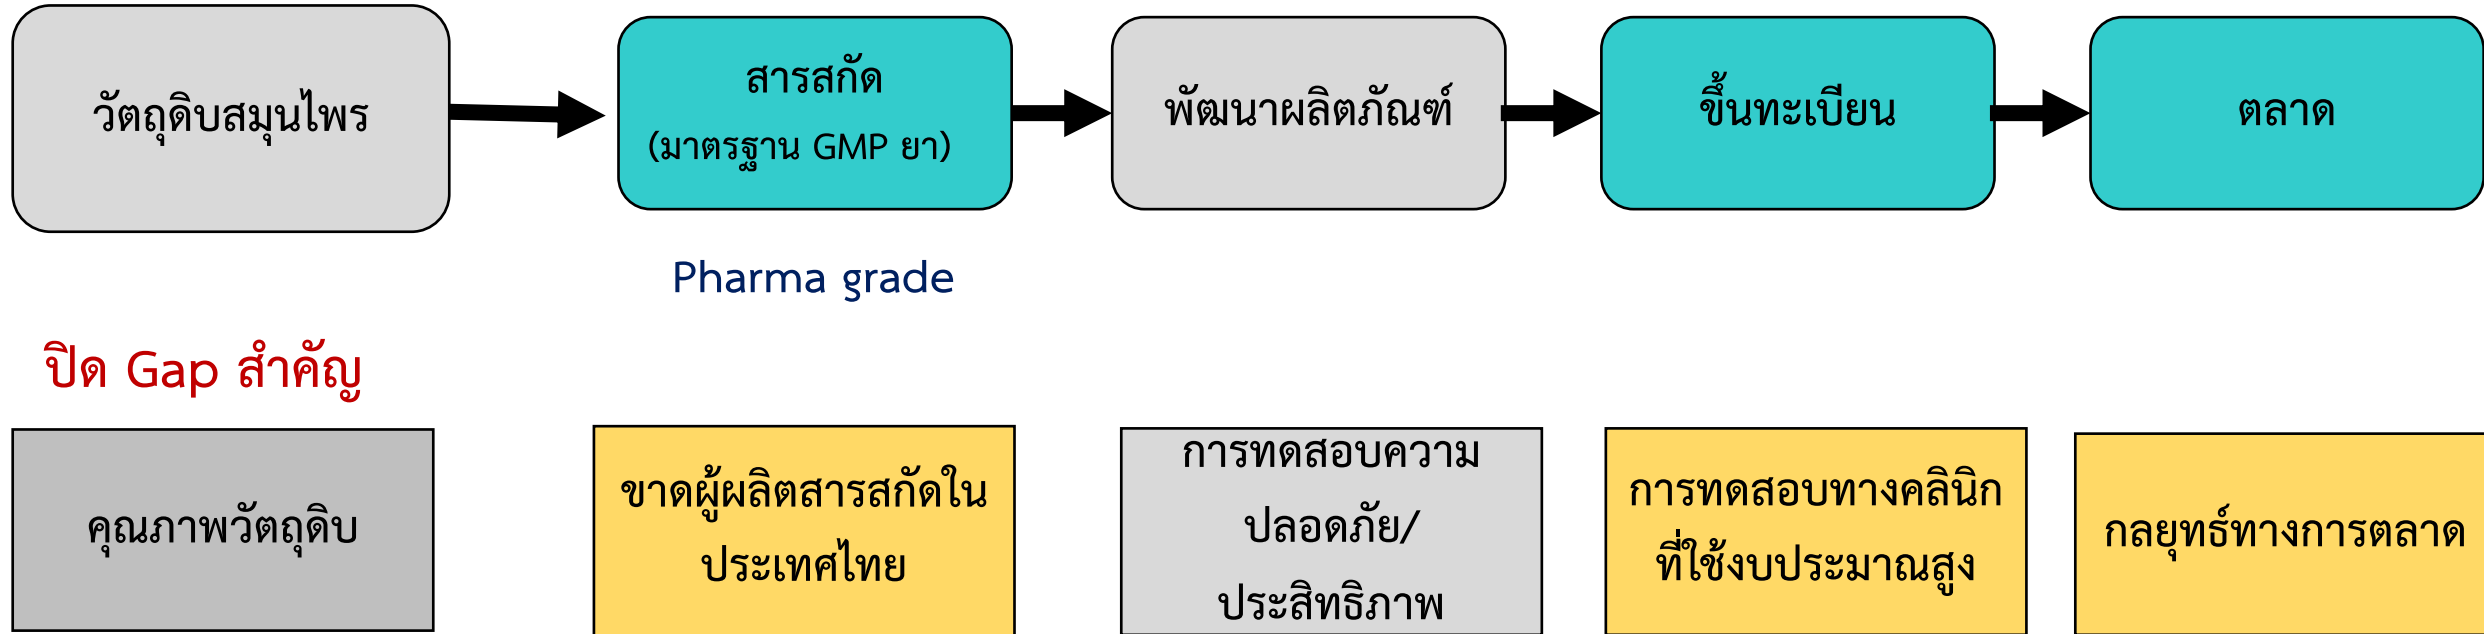 วัตถุดิบสมุนไพร
สารสกัด
(มาตรฐาน GMP ยา)
พัฒนาผลิตภัณฑ์
ขึ้นทะเบียน
ตลาด
Pharma grade
ปิด Gap สำคัญ
คุณภาพวัตถุดิบ
ขาดผู้ผลิตสารสกัดใน
ประเทศไทย
การทดสอบความ
ปลอดภัย/
ประสิทธิภาพ
การทดสอบทางคลินิก
ที่ใช้งบประมาณสูง
กลยุทธ์ทางการตลาด